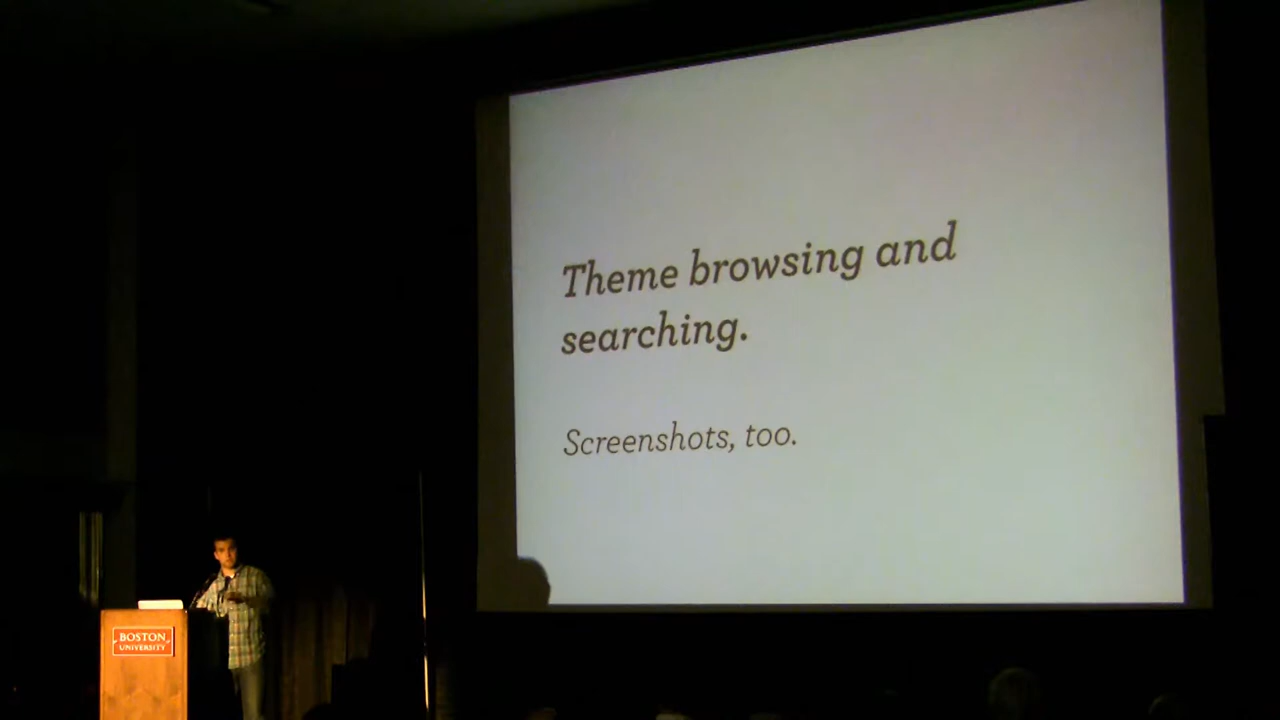 Theme browsing and
searching.
Screenshots, too.
BOSTON
UNIVERSITY